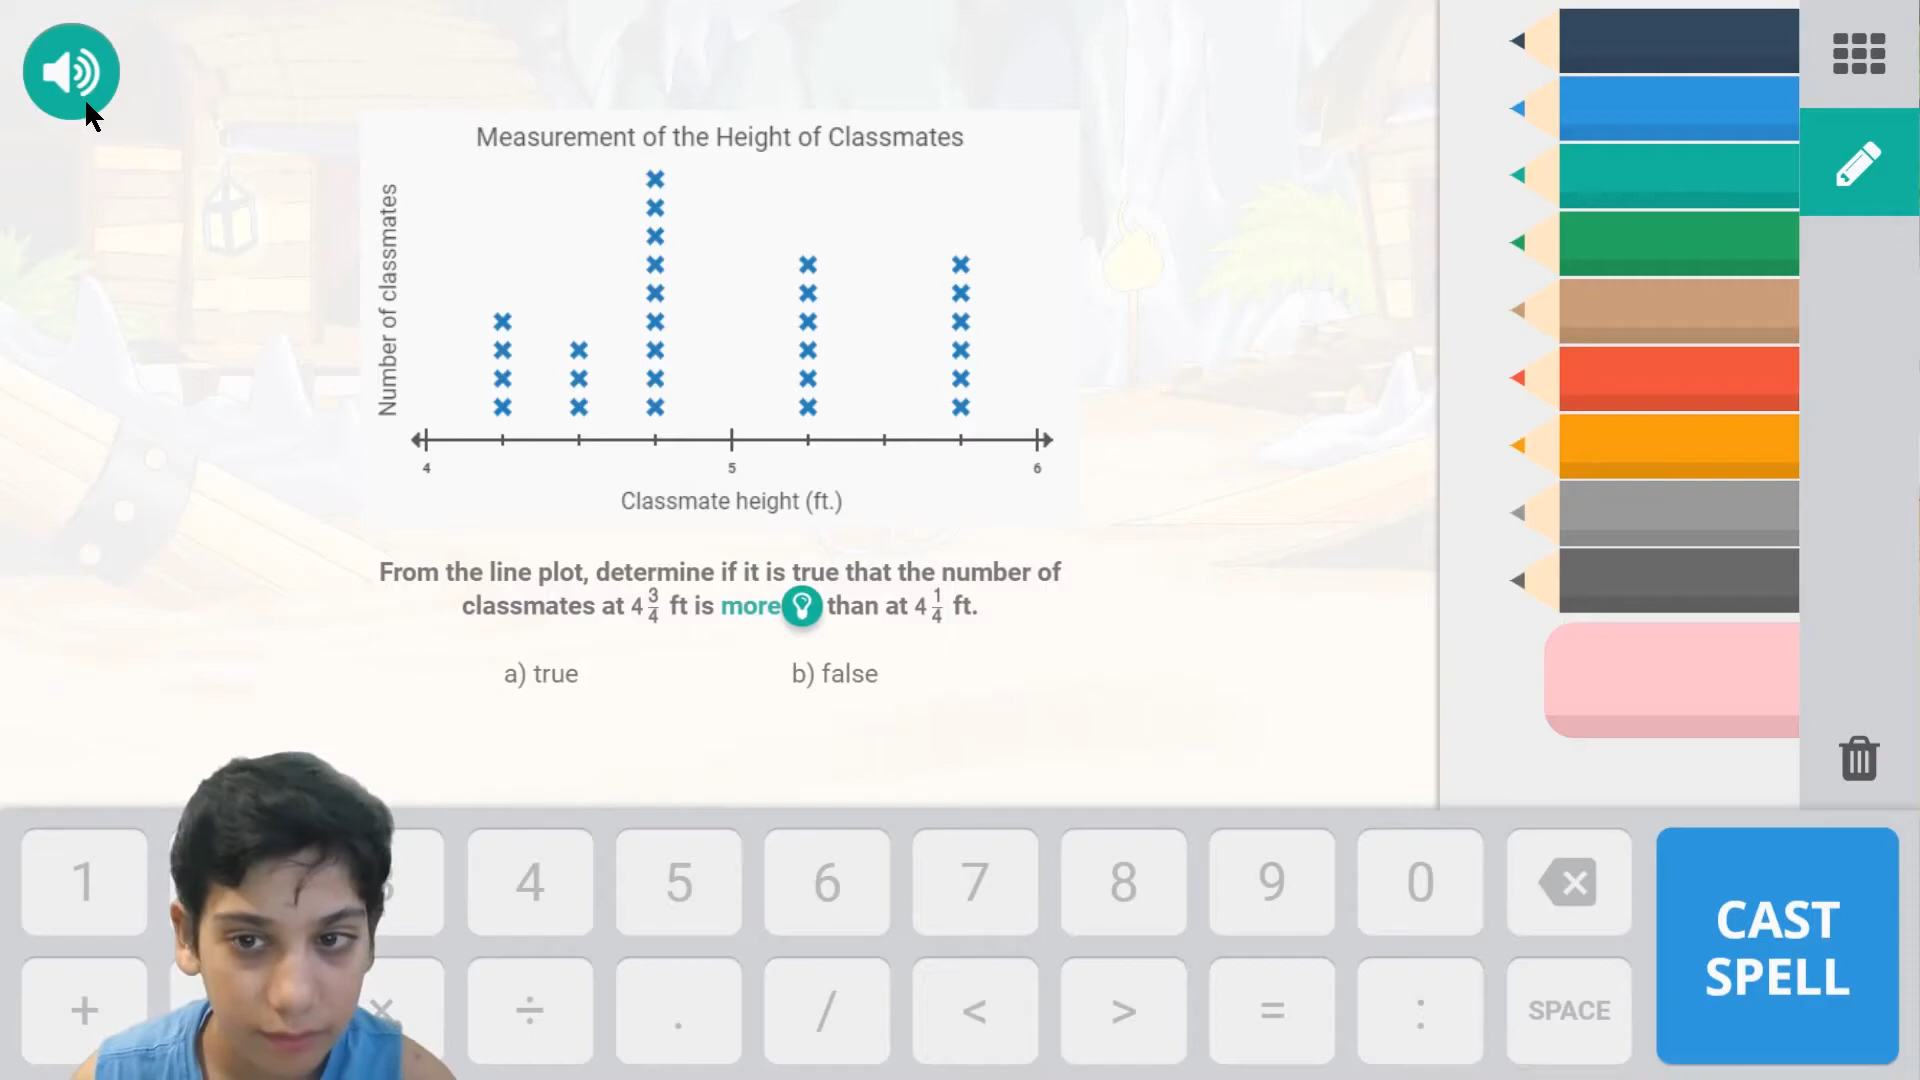 Measurement of the Height of Classmates
Number of classmates
4 5 6
Classmate height (ft.)
From the line plot, determine if it is true that the number of
classmates at 4 3/4 ft is more than at 4 1/4 ft.
a) true b) false
1 4 5 6 7 8 9 0
CAST
SPELL
+ × ÷ . / < > = : SPACE